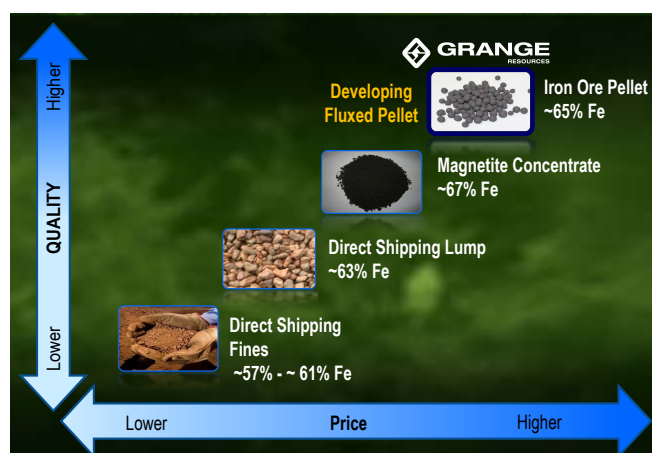 GRANGE
RESOURCES
Developing
Fluxed Pellet
Iron Ore Pellet
~65% Fe
Magnetite Concentrate
~67% Fe
Direct Shipping Lump
~63% Fe
Direct Shipping
Fines
~57% - ~ 61% Fe
Higher
QUALITY
Lower
Lower
Price
Higher